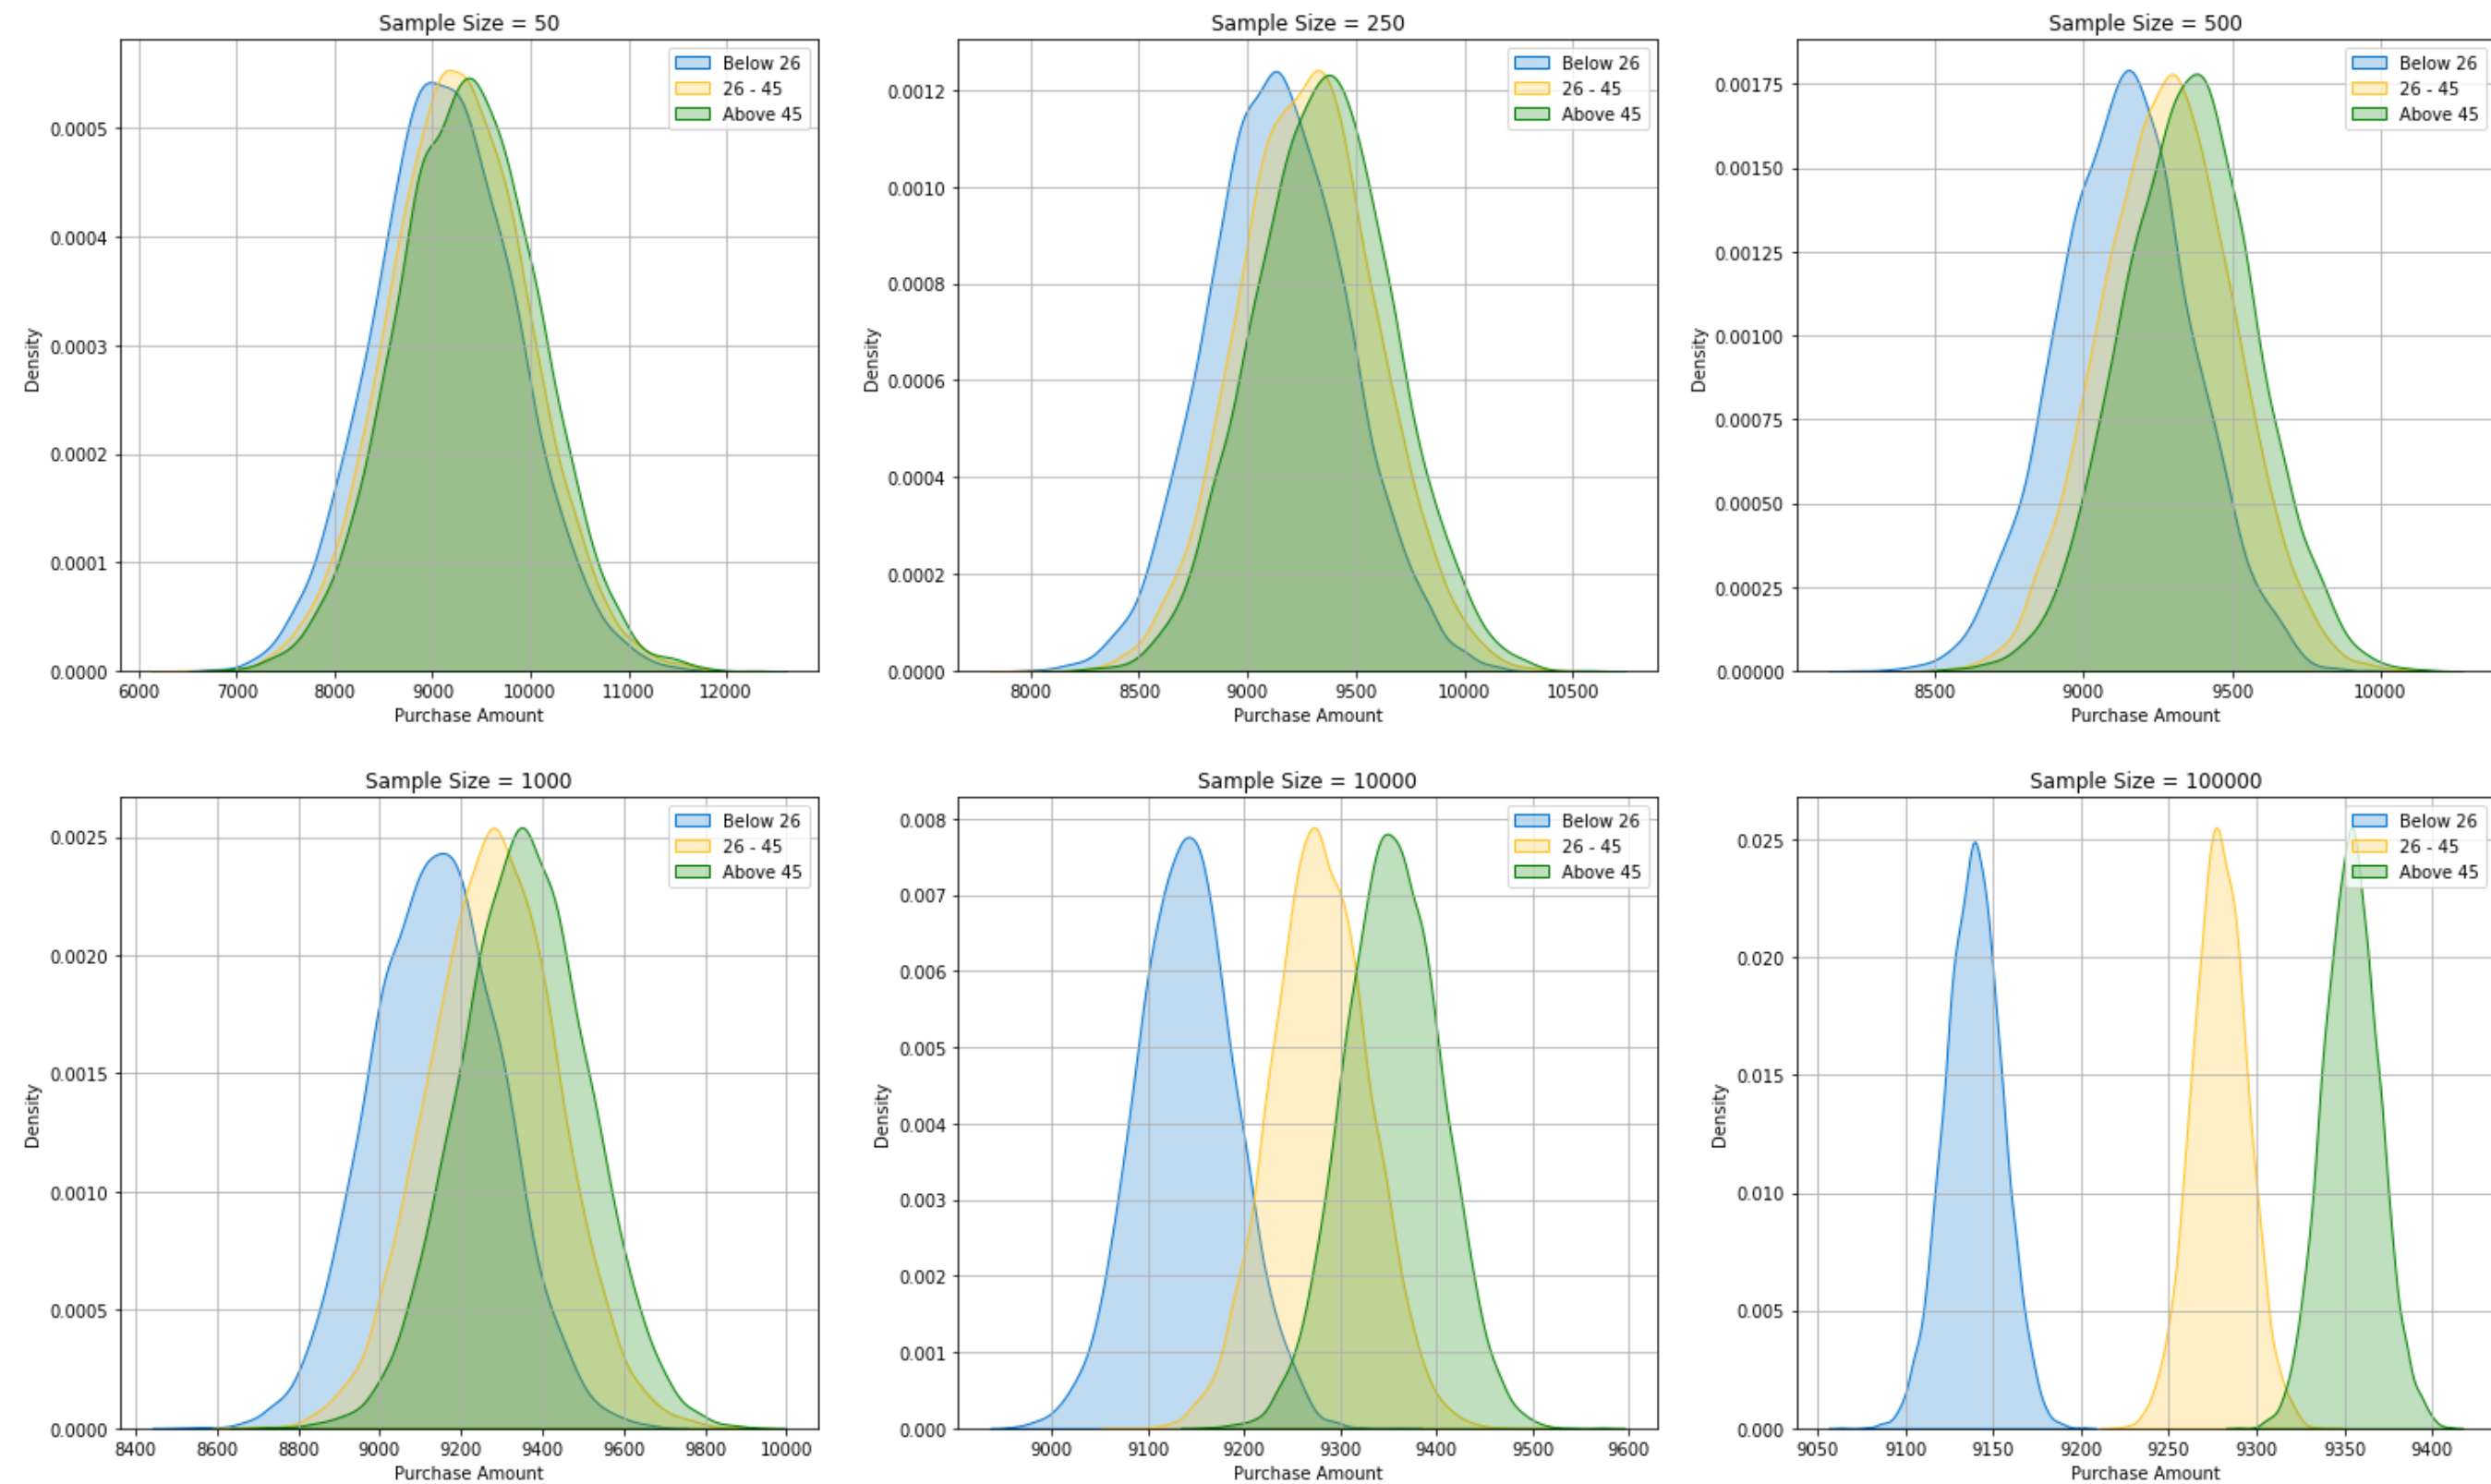 Sample Size = 50
Below 26
26 - 45
Above 45
0.0005
0.0004
0.0003
0.0002
0.0001
0.0000
Density
6000 7000 8000 9000 10000 11000 12000
Purchase Amount
Sample Size = 250
Below 26
26 - 45
Above 45
0.0012
0.0010
0.0008
0.0006
0.0004
0.0002
0.0000
Density
8000 8500 9000 9500 10000 10500
Purchase Amount
Sample Size = 500
Below 26
26 - 45
Above 45
0.00175
0.00150
0.00125
0.00100
0.00075
0.00050
0.00025
0.00000
Density
8500 9000 9500 10000
Purchase Amount
Sample Size = 1000
Below 26
26 - 45
Above 45
0.0025
0.0020
0.0015
0.0010
0.0005
0.0000
Density
8400 8600 8800 9000 9200 9400 9600 9800 10000
Purchase Amount
Sample Size = 10000
Below 26
26 - 45
Above 45
0.008
0.007
0.006
0.005
0.004
0.003
0.002
0.001
0.000
Density
9000 9100 9200 9300 9400 9500 9600
Purchase Amount
Sample Size = 100000
Below 26
26 - 45
Above 45
0.025
0.020
0.015
0.010
0.005
0.000
Density
9050 9100 9150 9200 9250 9300 9350 9400
Purchase Amount